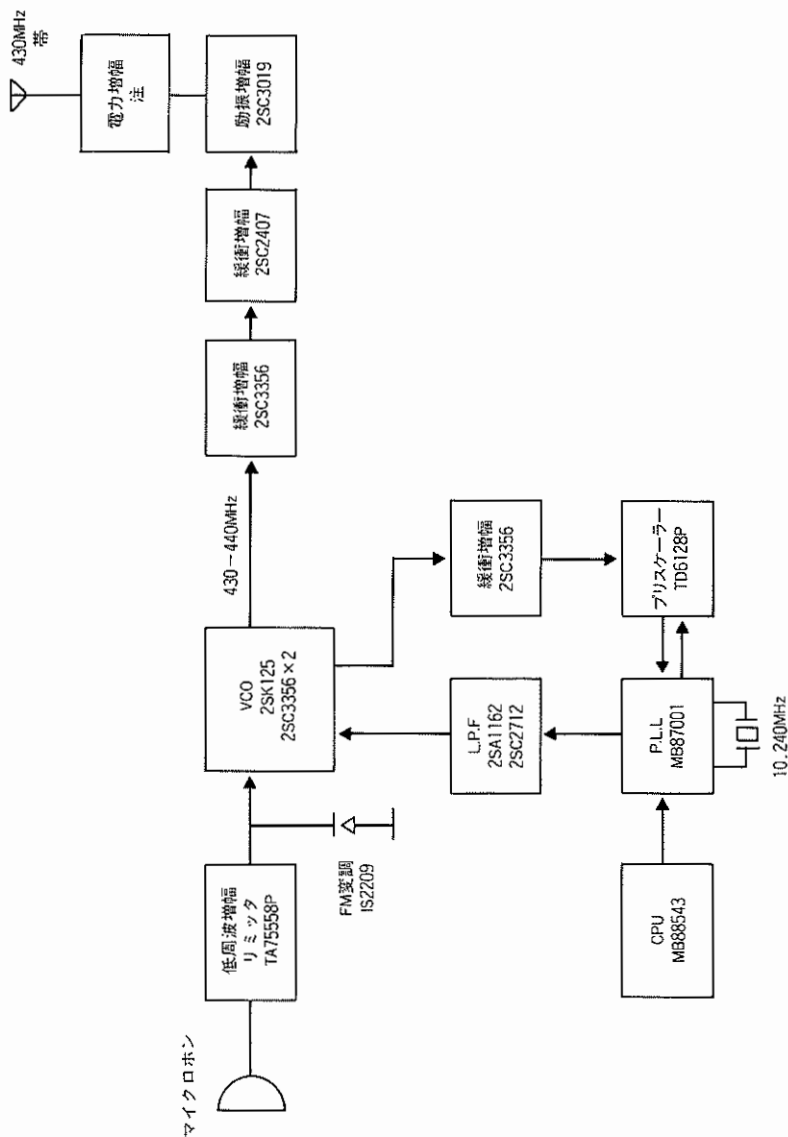 マイクロホン
低周波増幅
リミッタ
TA75558P
FM変調
IS2209
VCO
2SK125
2SC3356×2
430−440MHz
緩衝増幅
2SC3356
緩衝増幅
2SC2407
励振増幅
2SC3019
電力増幅
注
430MHz
帯
CPU
MB88543
P.L.L
MB87001
10.240MHz
L.P.F
2SA1162
2SC2712
緩衝増幅
2SC3356
プリスケーラー
TD6128P